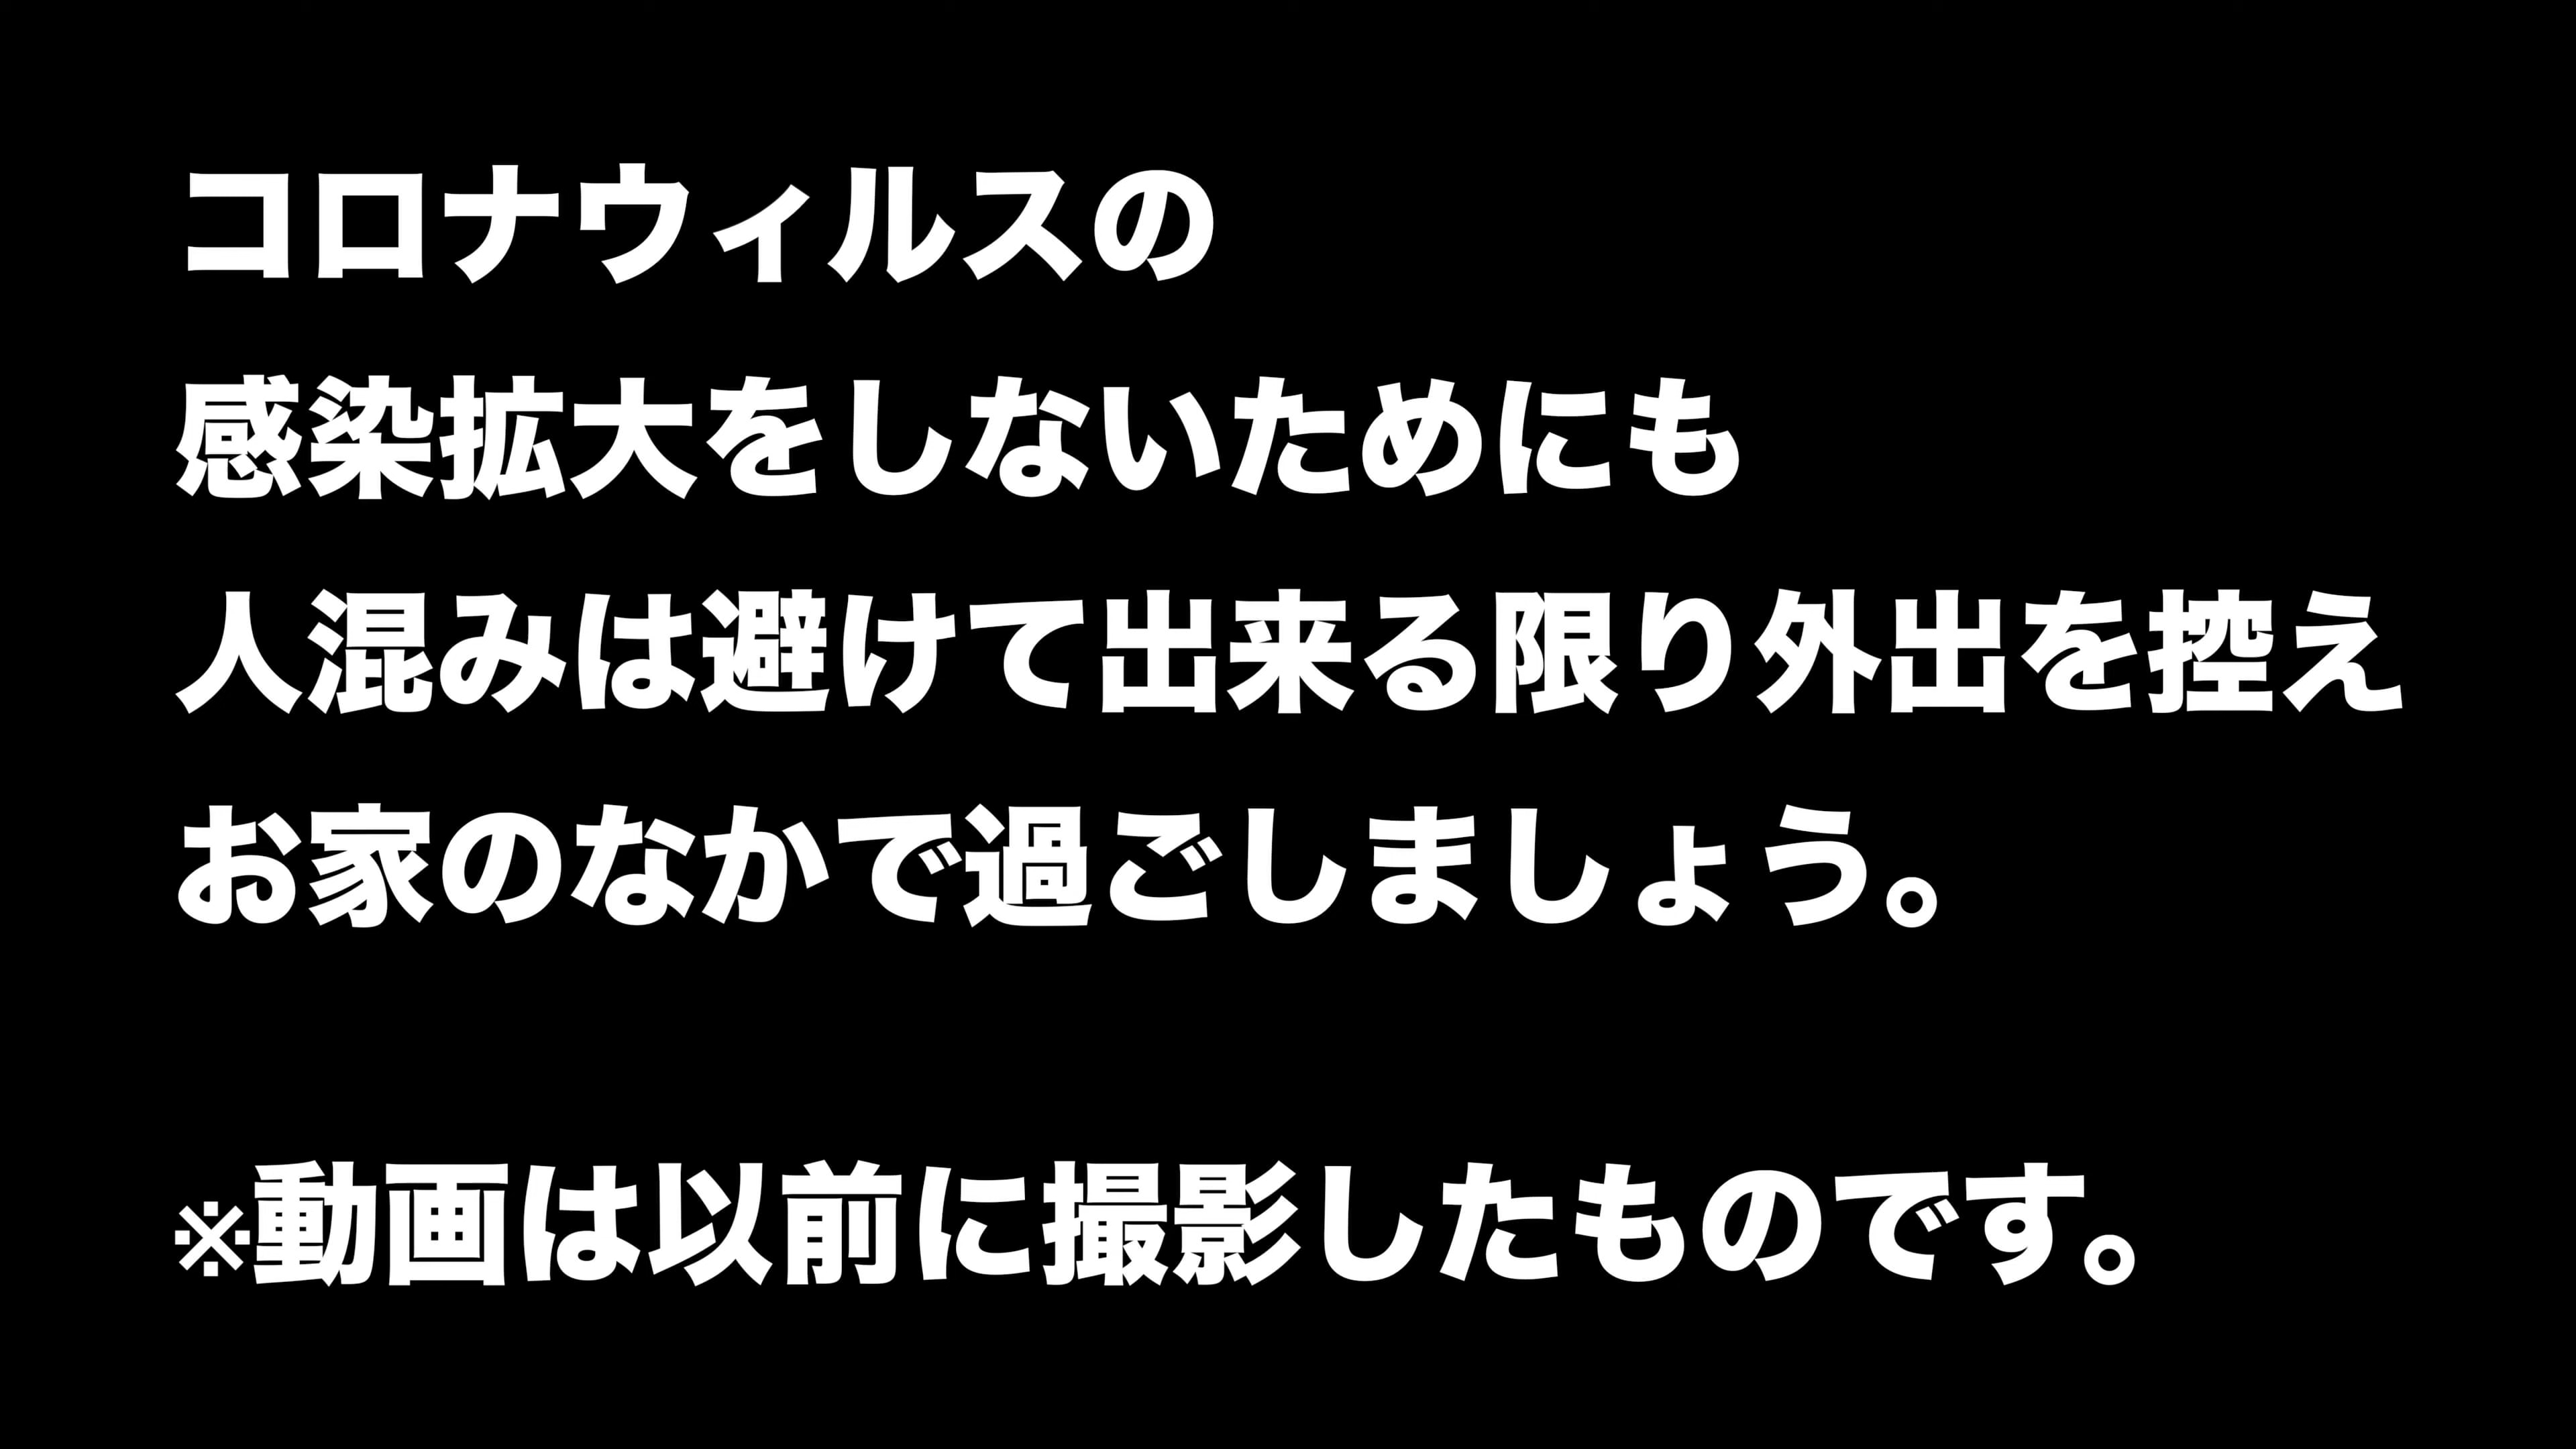 コロナウィルスの
感染拡大をしないためにも
人混みは避けて出来る限り外出を控え
お家のなかで過ごしましょう。
※動画は以前に撮影したものです。